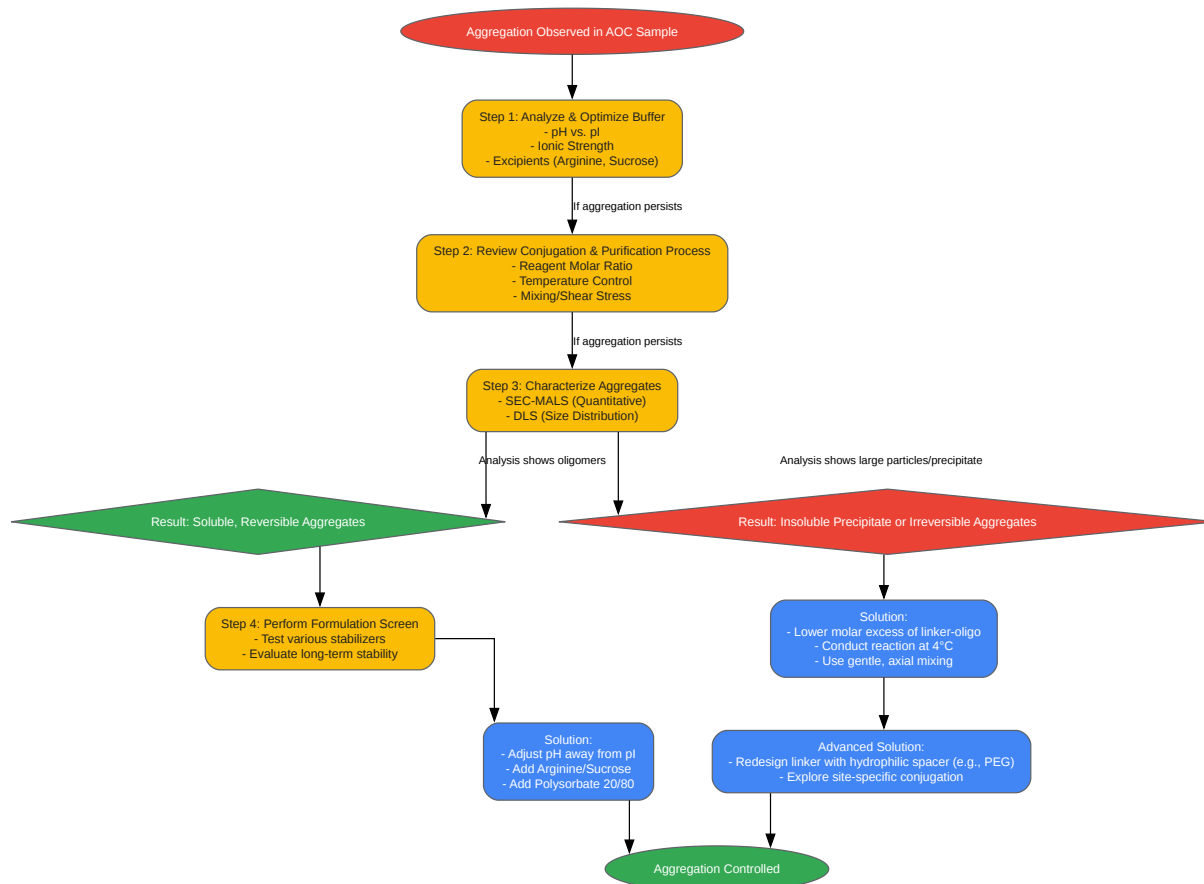 Aggregation Observed in AOC Sample
Step 1: Analyze & Optimize Buffer
- pH vs. pI
- Ionic Strength
- Excipients (Arginine, Sucrose)
If aggregation persists
Step 2: Review Conjugation & Purification Process
- Reagent Molar Ratio
- Temperature Control
- Mixing/Shear Stress
If aggregation persists
Step 3: Characterize Aggregates
- SEC-MALS (Quantitative)
- DLS (Size Distribution)
Analysis shows oligomers
Analysis shows large particles/precipitate
Result: Soluble, Reversible Aggregates
Result: Insoluble Precipitate or Irreversible Aggregates
Step 4: Perform Formulation Screen
- Test various stabilizers
- Evaluate long-term stability
Solution:
- Lower molar excess of linker-oligo
- Conduct reaction at 4°C
- Use gentle, axial mixing
Solution:
- Adjust pH away from pI
- Add Arginine/Sucrose
- Add Polysorbate 20/80
Advanced Solution:
- Redesign linker with hydrophilic spacer (e.g., PEG)
- Explore site-specific conjugation
Aggregation Controlled